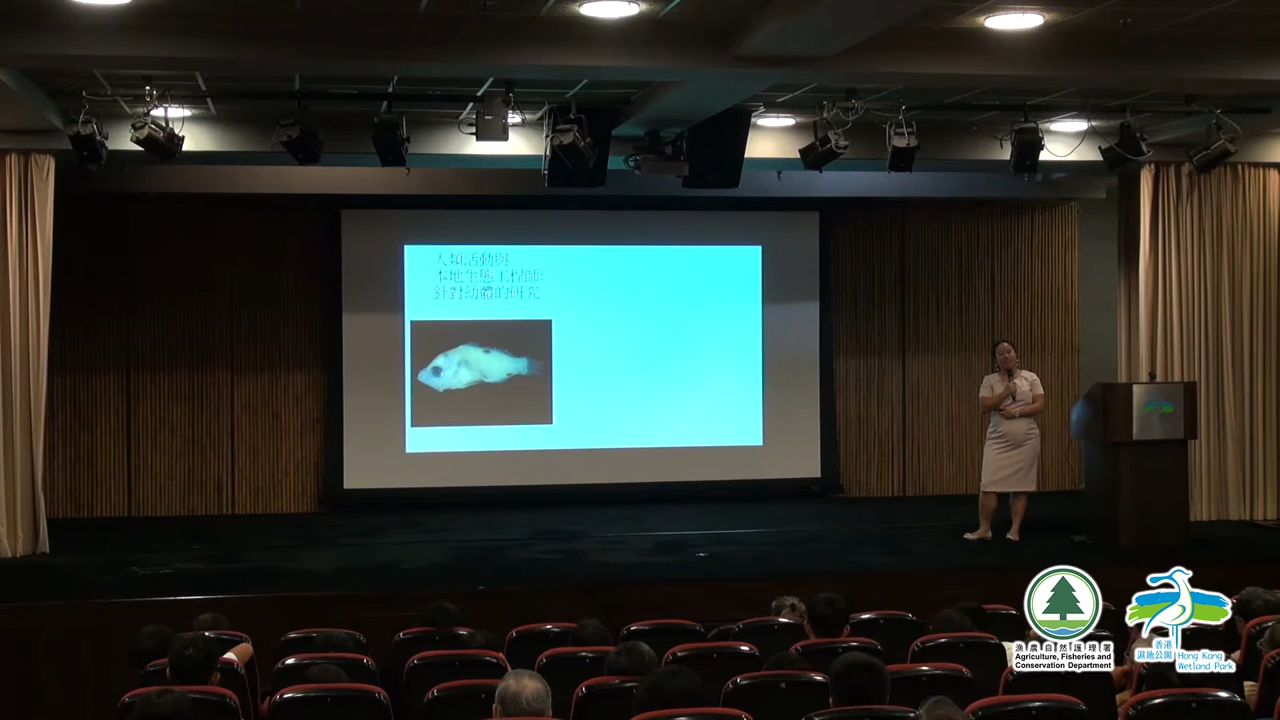 人類活動與
本地生態工程師:
針對幼體的研究
漁農自然護理署
Agriculture, Fisheries and
Conservation Department
香港
濕地公園
Hong Kong
Wetland Park